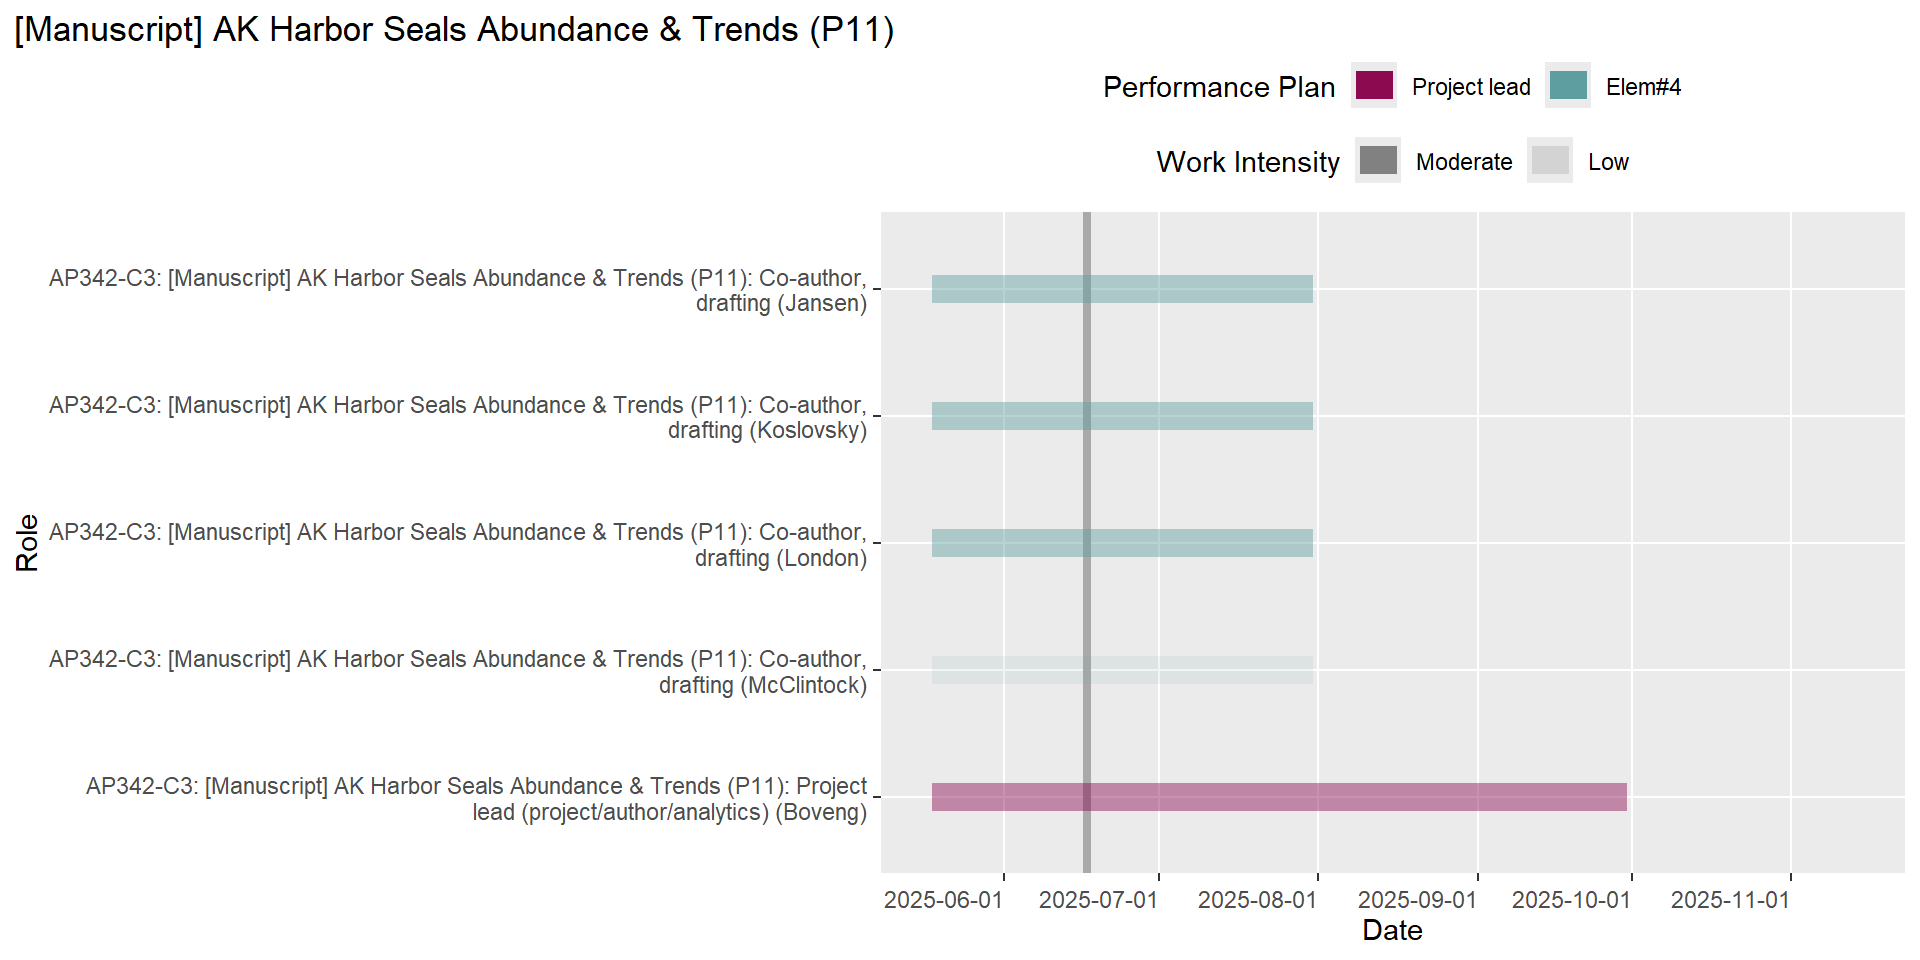 [Manuscript] AK Harbor Seals Abundance & Trends (P11)
Performance Plan Project lead Elem#4
Work Intensity Moderate Low
AP342-C3: [Manuscript] AK Harbor Seals Abundance & Trends (P11): Co-author,
drafting (Jansen)
AP342-C3: [Manuscript] AK Harbor Seals Abundance & Trends (P11): Co-author,
drafting (Koslovsky)
Role
AP342-C3: [Manuscript] AK Harbor Seals Abundance & Trends (P11): Co-author,
drafting (London)
AP342-C3: [Manuscript] AK Harbor Seals Abundance & Trends (P11): Co-author,
drafting (McClintock)
AP342-C3: [Manuscript] AK Harbor Seals Abundance & Trends (P11): Project
lead (project/author/analytics) (Boveng)
2025-06-01 2025-07-01 2025-08-01 2025-09-01 2025-10-01 2025-11-01
Date